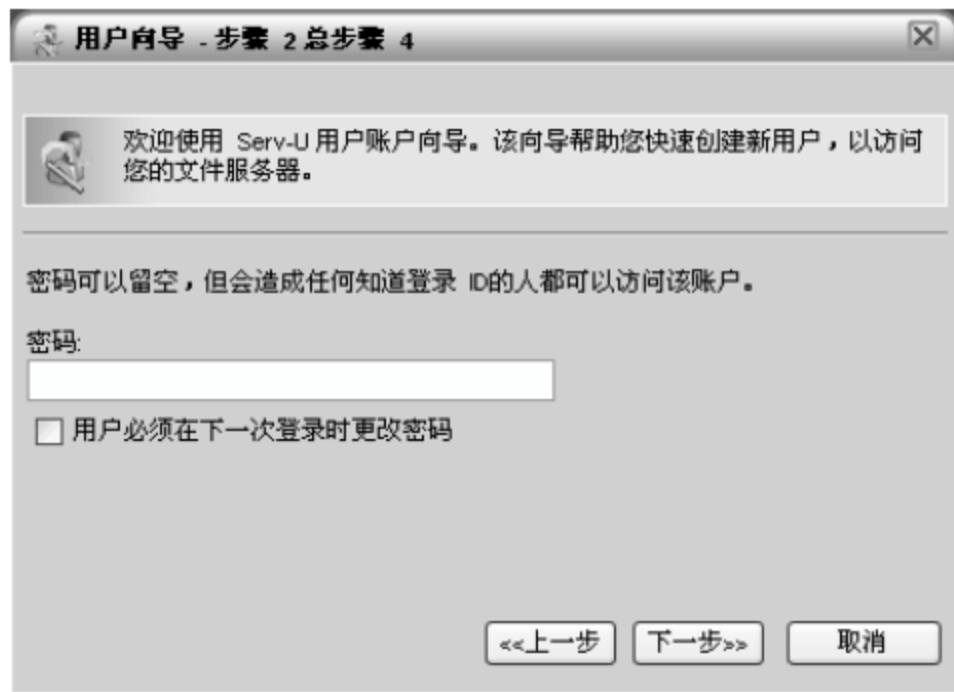 用户向导 - 步骤 2 总步骤 4
欢迎使用 Serv-U 用户账户向导。该向导帮助您快速创建新用户，以访问
您的文件服务器。
密码可以留空，但会造成任何知道登录 ID的人都可以访问该账户。
密码:
用户必须在下一次登录时更改密码
<<上一步 下一步>> 取消